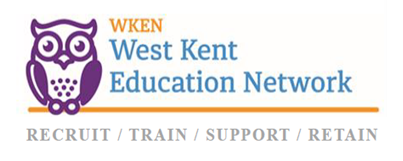 WKEN
West Kent
Education Network
RECRUIT / TRAIN / SUPPORT / RETAIN